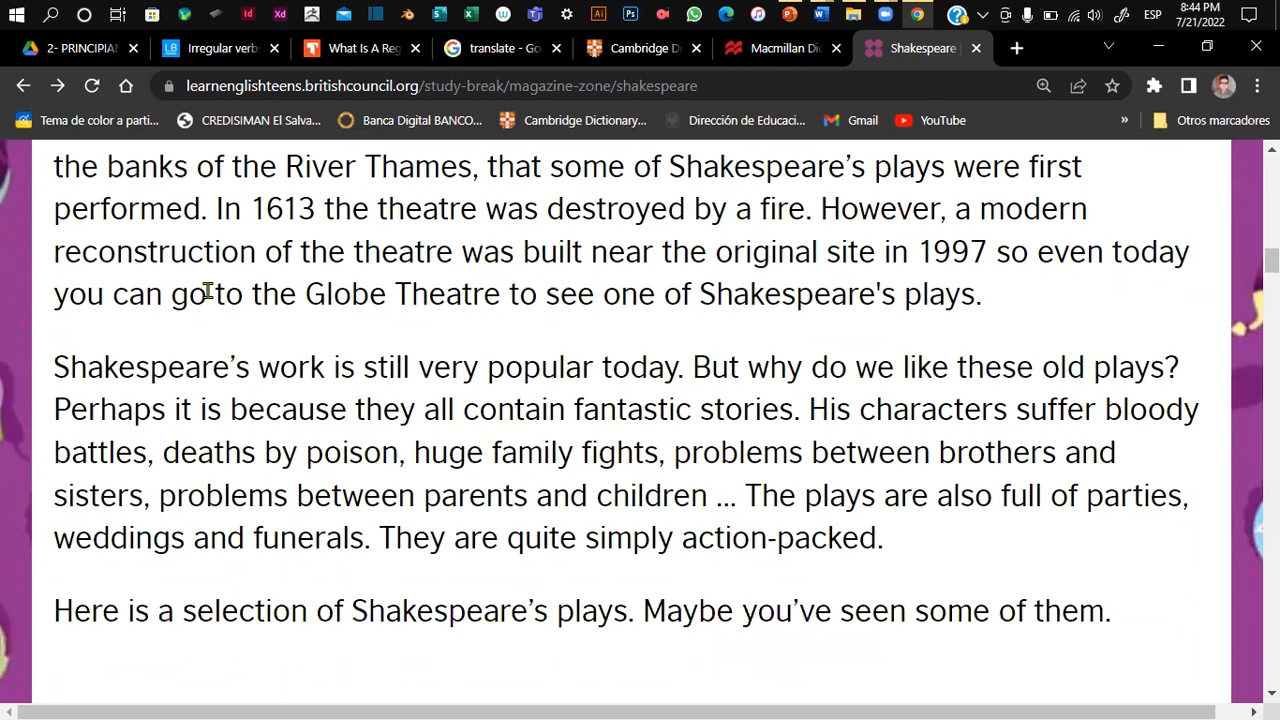 8:44 PM
ESP
7/21/2022
2- PRINCIPIAN
Irregular verb
What Is A Reg
translate - Go
Cambridge D
Macmillan Dic
Shakespeare
learnenglishteens.britishcouncil.org/study-break/magazine-zone/shakespeare
Tema de color a parti...
CREDISIMAN El Salva...
Banca Digital BANCO...
Cambridge Dictionary...
Dirección de Educaci...
Gmail
YouTube
»
Otros marcadores
the banks of the River Thames, that some of Shakespeare’s plays were first
performed. In 1613 the theatre was destroyed by a fire. However, a modern
reconstruction of the theatre was built near the original site in 1997 so even today
you can go to the Globe Theatre to see one of Shakespeare's plays.
Shakespeare’s work is still very popular today. But why do we like these old plays?
Perhaps it is because they all contain fantastic stories. His characters suffer bloody
battles, deaths by poison, huge family fights, problems between brothers and
sisters, problems between parents and children ... The plays are also full of parties,
weddings and funerals. They are quite simply action-packed.
Here is a selection of Shakespeare’s plays. Maybe you’ve seen some of them.